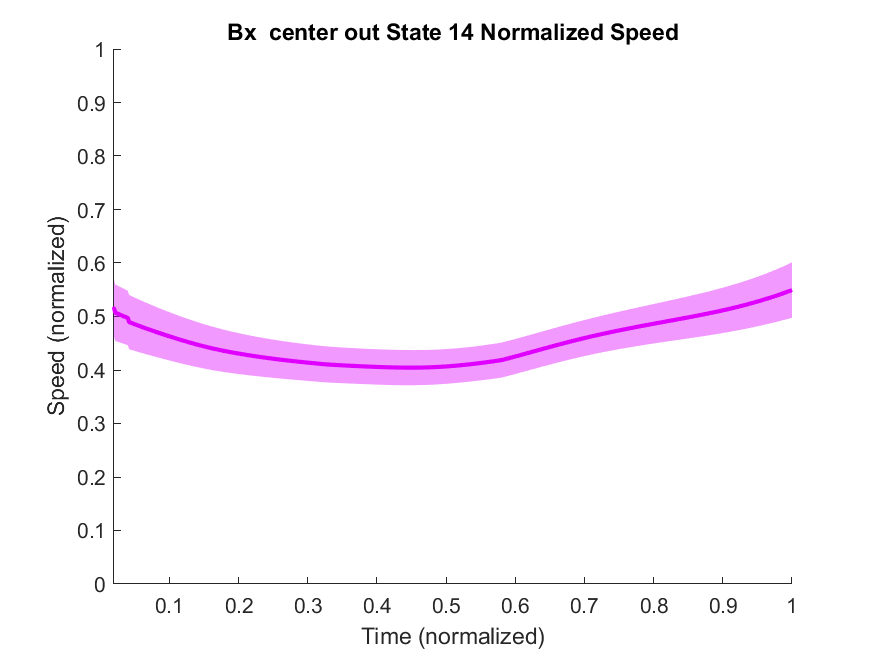 Bx  center out State 14 Normalized Speed
1
0.9
0.8
0.7
0.6
0.5
0.4
0.3
0.2
0.1
0
Speed (normalized)
0.1 0.2 0.3 0.4 0.5 0.6 0.7 0.8 0.9 1
Time (normalized)